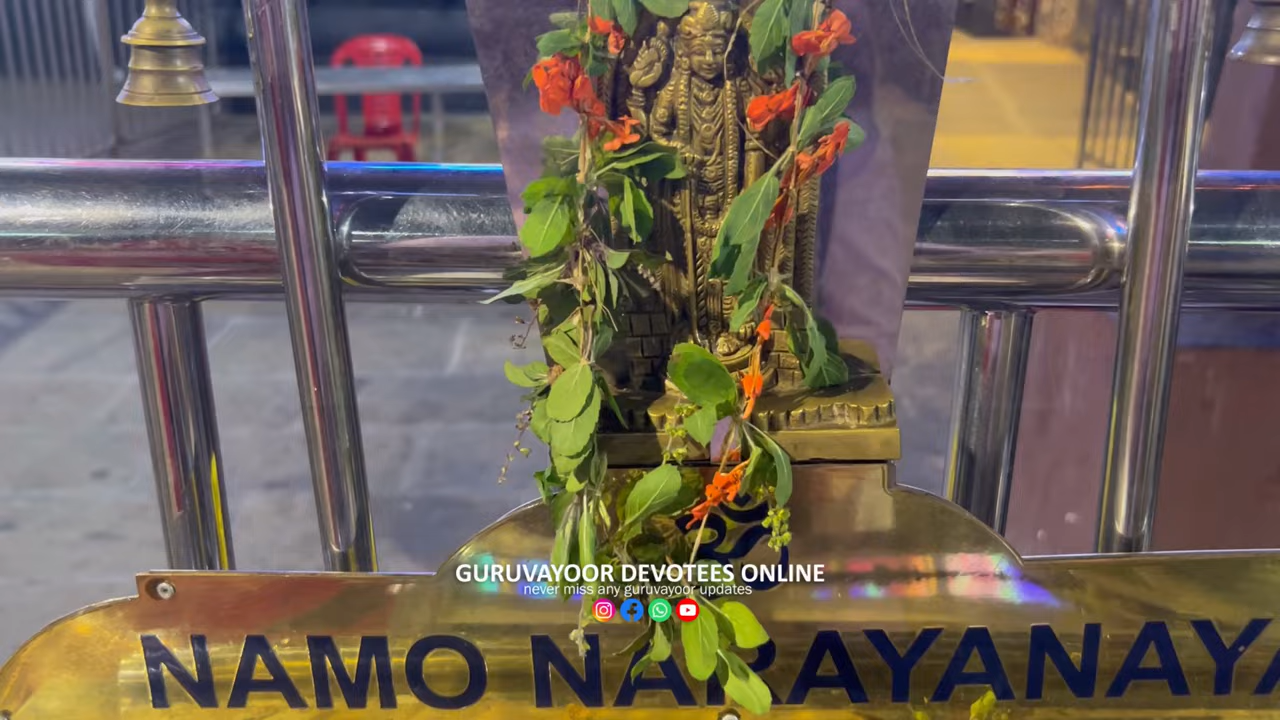 GURUVAYOOR DEVOTEES ONLINE
never miss any guruvayoor updates
NAMO NARAYANAYA